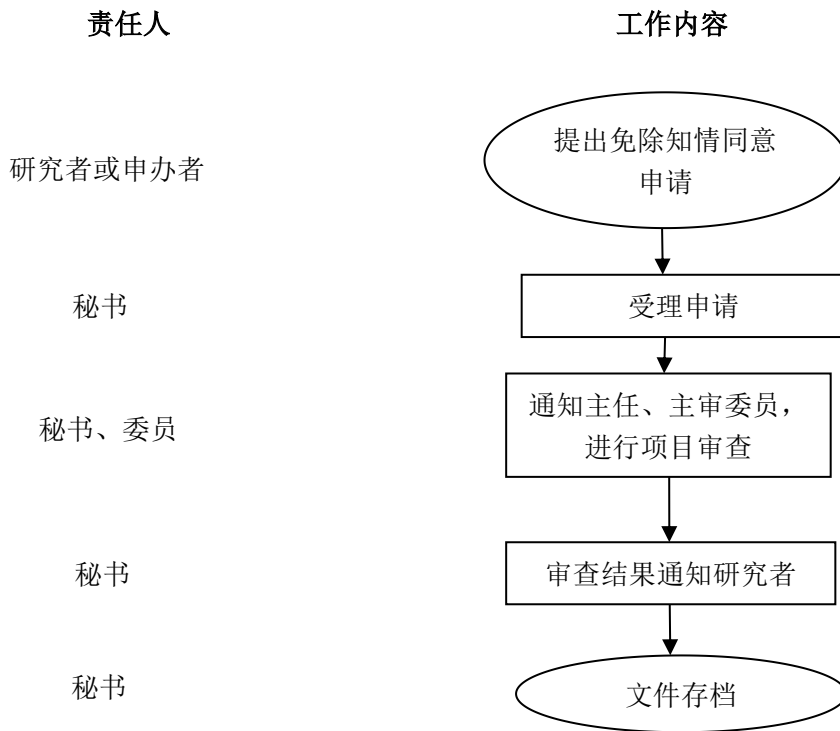 责任人
工作内容
研究者或申办者
提出免除知情同意
申请
秘书
受理申请
秘书、委员
通知主任、主审委员，
进行项目审查
秘书
审查结果通知研究者
秘书
文件存档